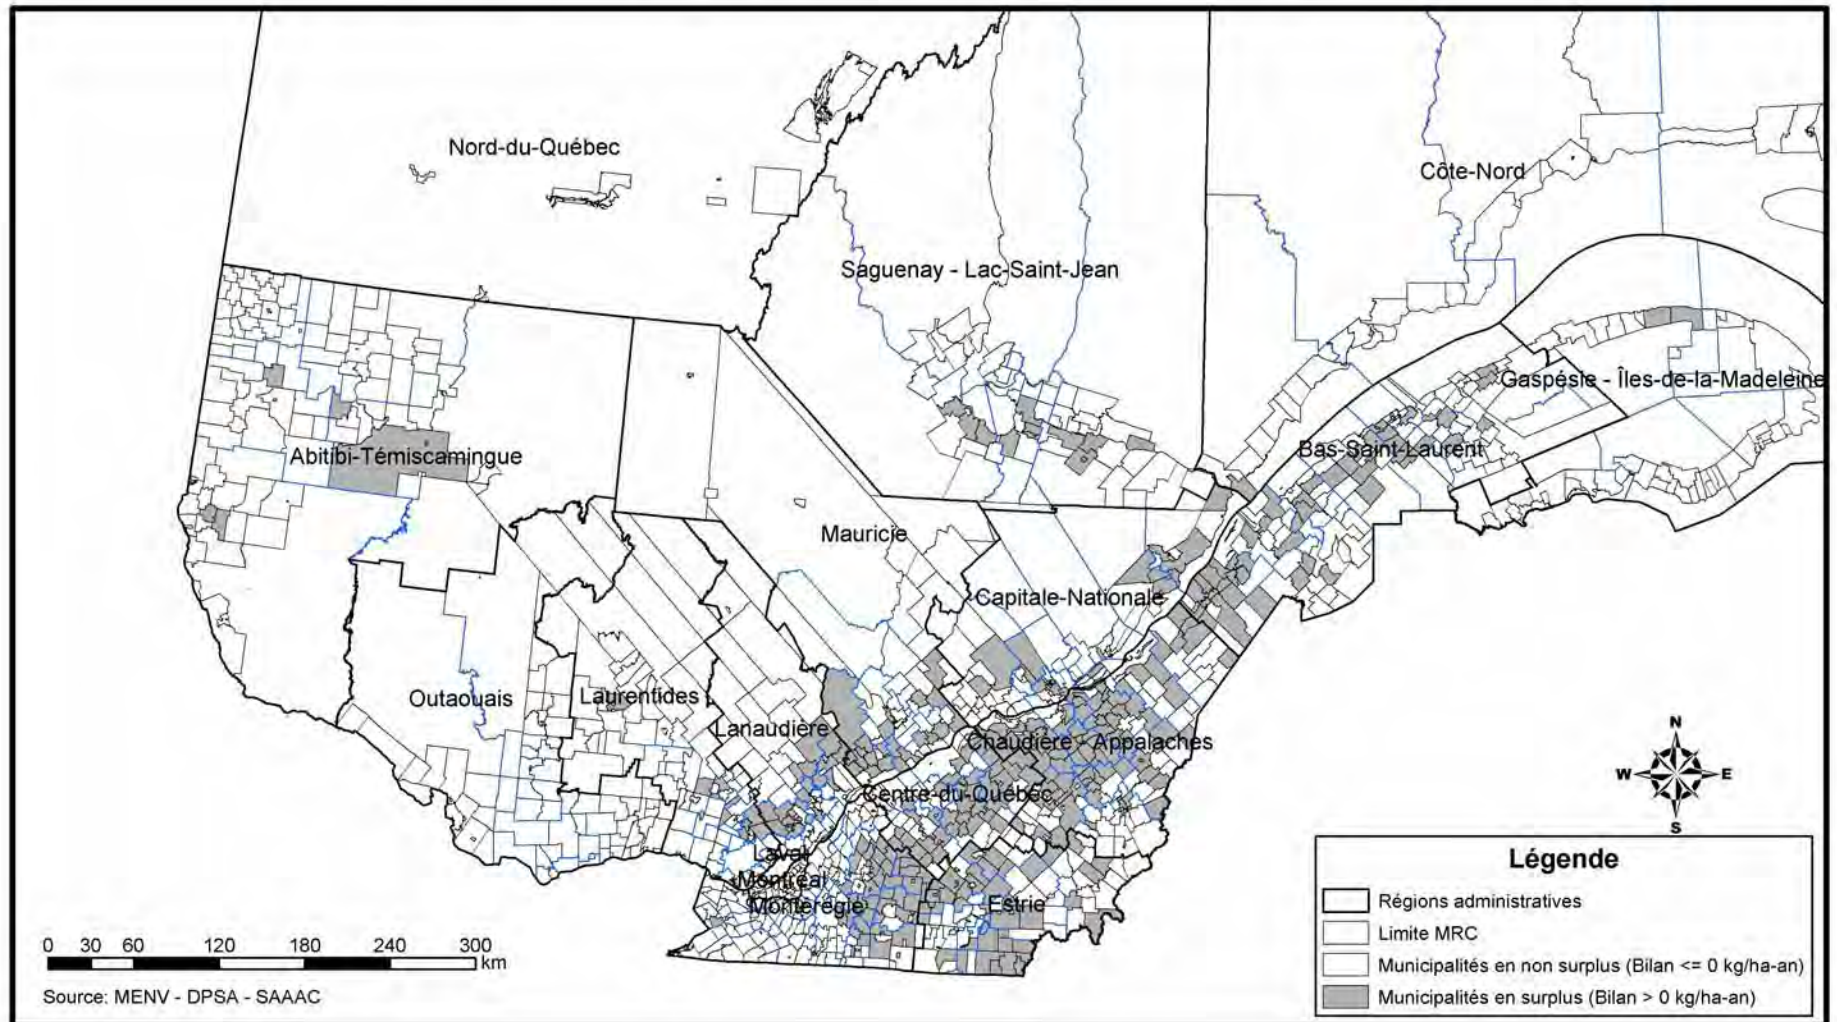 Nord-du-Québec
Côte-Nord
Saguenay - Lac-Saint-Jean
Gaspésie - Îles-de-la-Madeleine
Bas-Saint-Laurent
Abitibi-Témiscamingue
Mauricie
Capitale-Nationale
Outaouais
Laurentides
Lanaudière
Chaudière - Appalaches
Centre-du-Québec
Laval
Montréal
Montérégie
Estrie
N
W
E
S
Légende
Régions administratives
Limite MRC
Municipalités en non surplus (Bilan <= 0 kg/ha-an)
Municipalités en surplus (Bilan > 0 kg/ha-an)
0 30 60 120 180 240 300
km
Source: MENV - DPSA - SAAAC